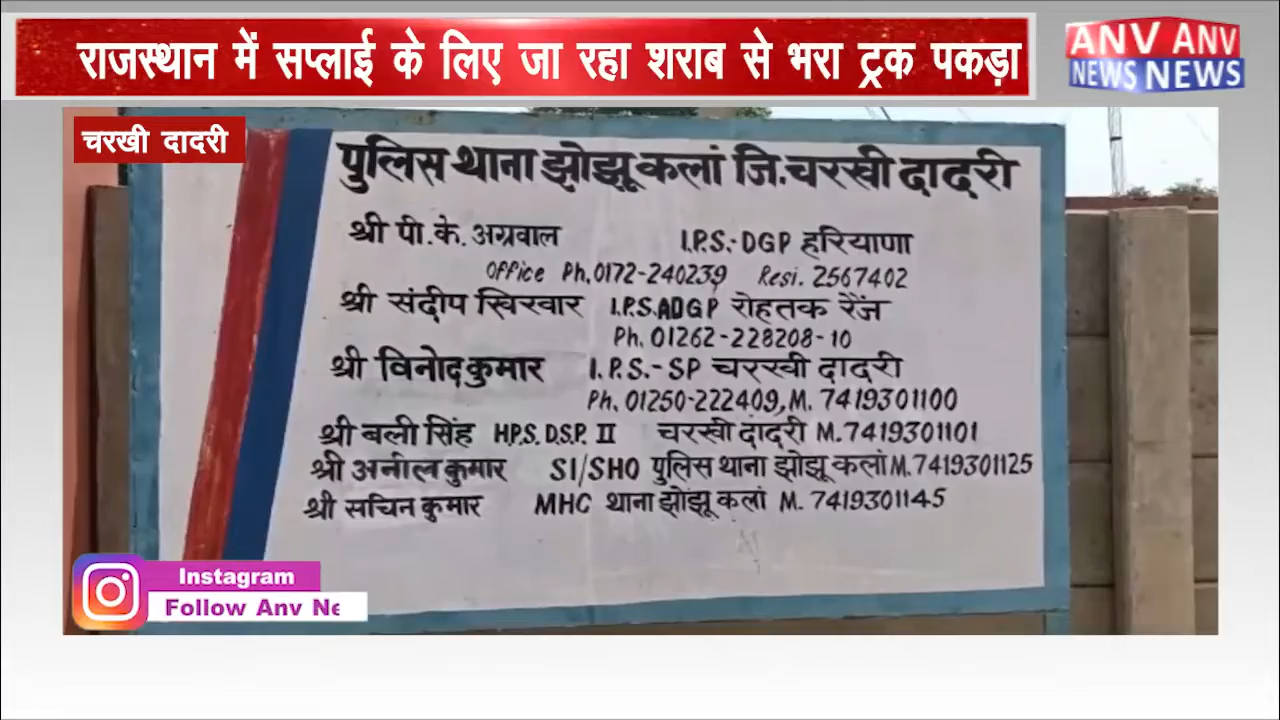 राजस्थान में सप्लाई के लिए जा रहा शराब से भरा ट्रक पकड़ा
ANV ANV
NEWS NEWS
चरखी दादरी
पुलिस थाना झोझू कलां जि.चरखी दादरी
श्री पी.के. अग्रवाल I.P.S.-DGP हरियाणा
Office Ph.0172-240239 Resi. 2567402
श्री संदीप खिरवार I.P.S.ADGP रोहतक रेंज
Ph. 01262-228208-10
श्री विनोद कुमार I.P.S.-SP चरखी दादरी
Ph. 01250-222409, M. 7419301100
श्री बली सिंह H.P.S. D.S.P. II चरखी दादरी M.7419301101
श्री अनील कुमार SI/SHO पुलिस थाना झोझू कलां M.7419301125
श्री सचिन कुमार MHC थाना झोझू कलां M. 7419301145
Instagram
Follow Anv Ne